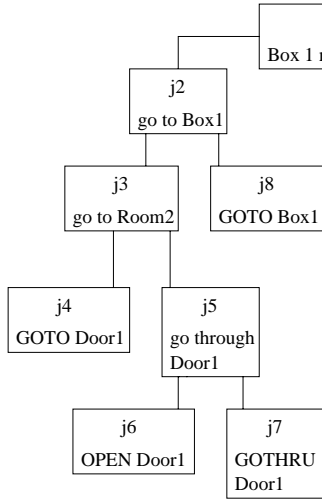 Box 1
j2
go to Box1
j3
go to Room2
j8
GOTO Box1
j4
GOTO Door1
j5
go through
Door1
j6
OPEN Door1
j7
GOTHRU
Door1